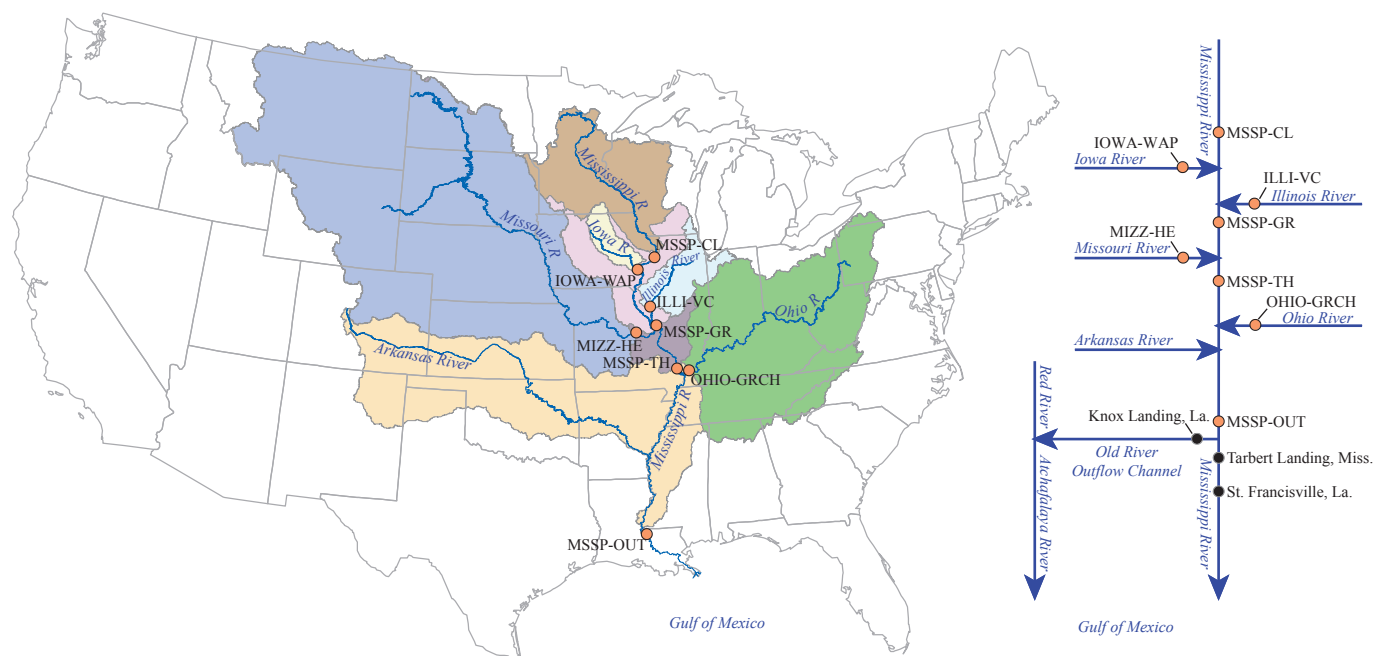 Mississippi R
Missouri R
Iowa R
MSSP-CL
IOWA-WAP
Illinois River
ILLI-VC
Ohio R
MSSP-GR
MIZZ-HE
Arkansas River
MSSP-TH
OHIO-GRCH
Mississippi R
MSSP-OUT
Gulf of Mexico
Mississippi River
MSSP-CL
IOWA-WAP
Iowa River
ILLI-VC
Illinois River
MSSP-GR
MIZZ-HE
Missouri River
MSSP-TH
OHIO-GRCH
Ohio River
Arkansas River
Red River
Knox Landing, La.
MSSP-OUT
Old River
Outflow Channel
Tarbert Landing, Miss.
St. Francisville, La.
Atchafalaya River
Mississippi River
Gulf of Mexico